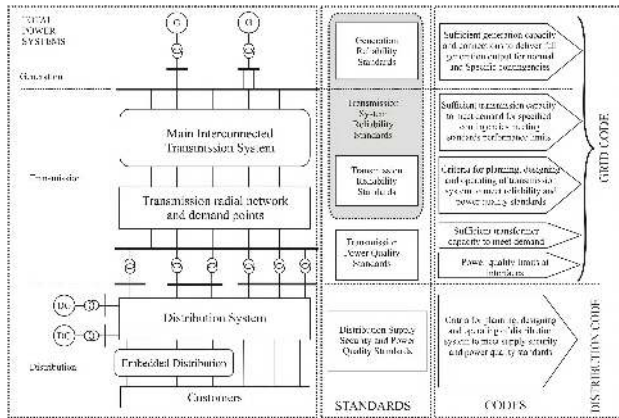 TOTAL
POWER
SYSTEMS
G
G
Generation
Main Interconnected
Transmission System
Transmission
Transmission radial network
and demand points
Distribution System
Distribution
Embedded Distribution
Customers
Generation
Reliability
Standards
Transmission
System
Reliability
Standards
Transmission
Reliability
Standards
Transmission
Power Quality
Standards
Distribution Supply
Security and Power
Quality Standards
STANDARDS
Sufficient generation capacity
and connections to deliver full
generation output for normal
and Specific contingencies
Sufficient transmission capacity
to meet demand for specified
contingencies meeting
standards performance limits
Criteria for planning, designing
and operating of transmission
system to meet reliability and
power quality standards
Sufficient transformer
capacity to meet demand
Power quality limits at
interfaces
Criteria for planning, designing
and operating of distribution
system to meet supply security
and power quality standards
CODES
GRID CODE
DISTRIBUTION CODE